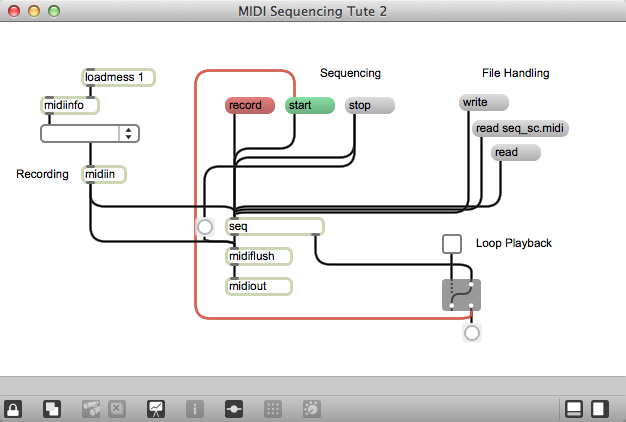 MIDI Sequencing Tute 2
loadmess 1
Sequencing
File Handling
midiinfo
record
start
stop
write
read seq_sc.midi
read
Recording
midiin
seq
Loop Playback
midiflush
midiout